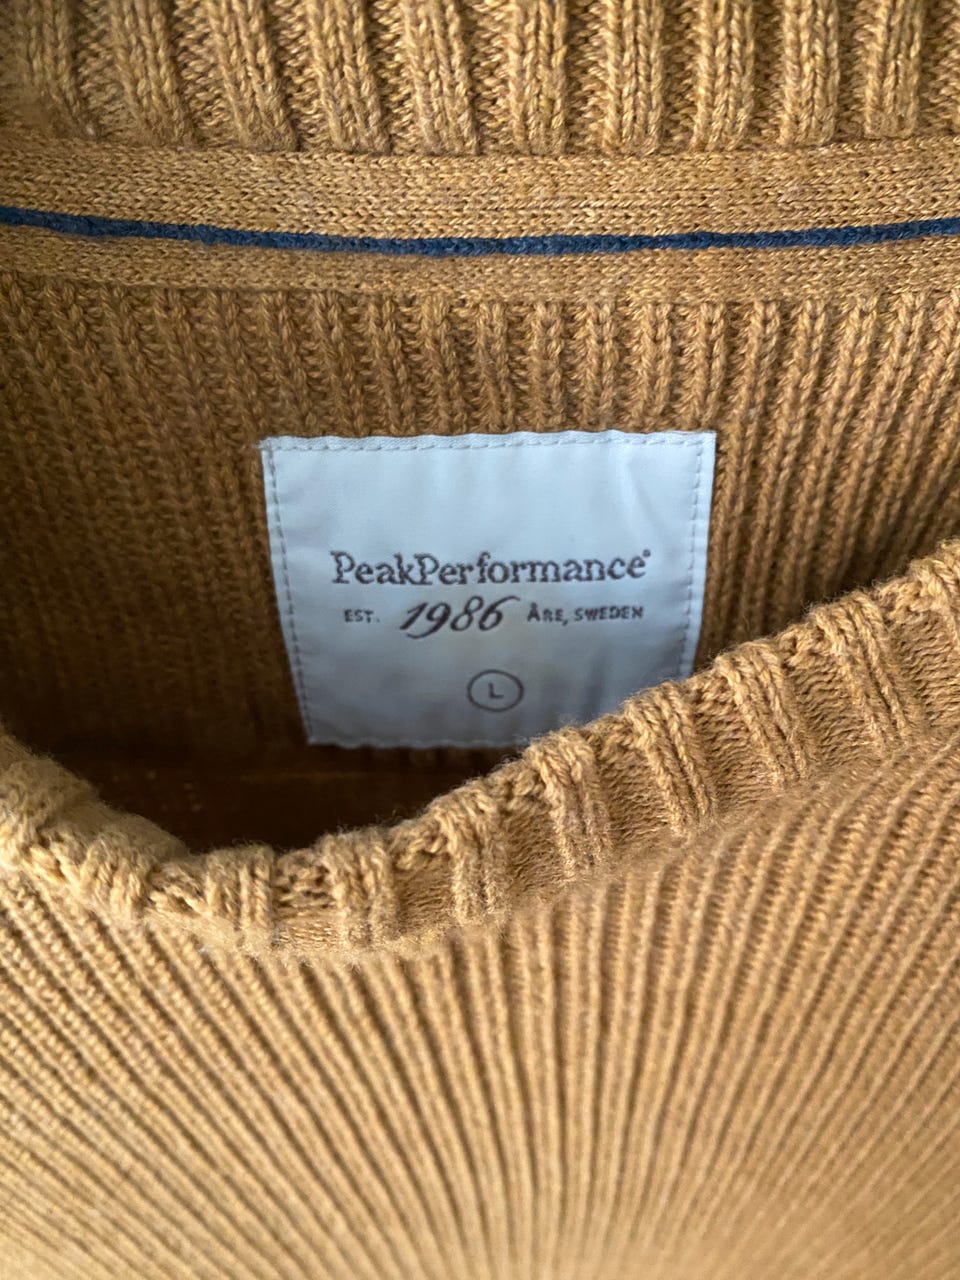 PeakPerformance®
EST. 1986 ÅRE, SWEDEN
L